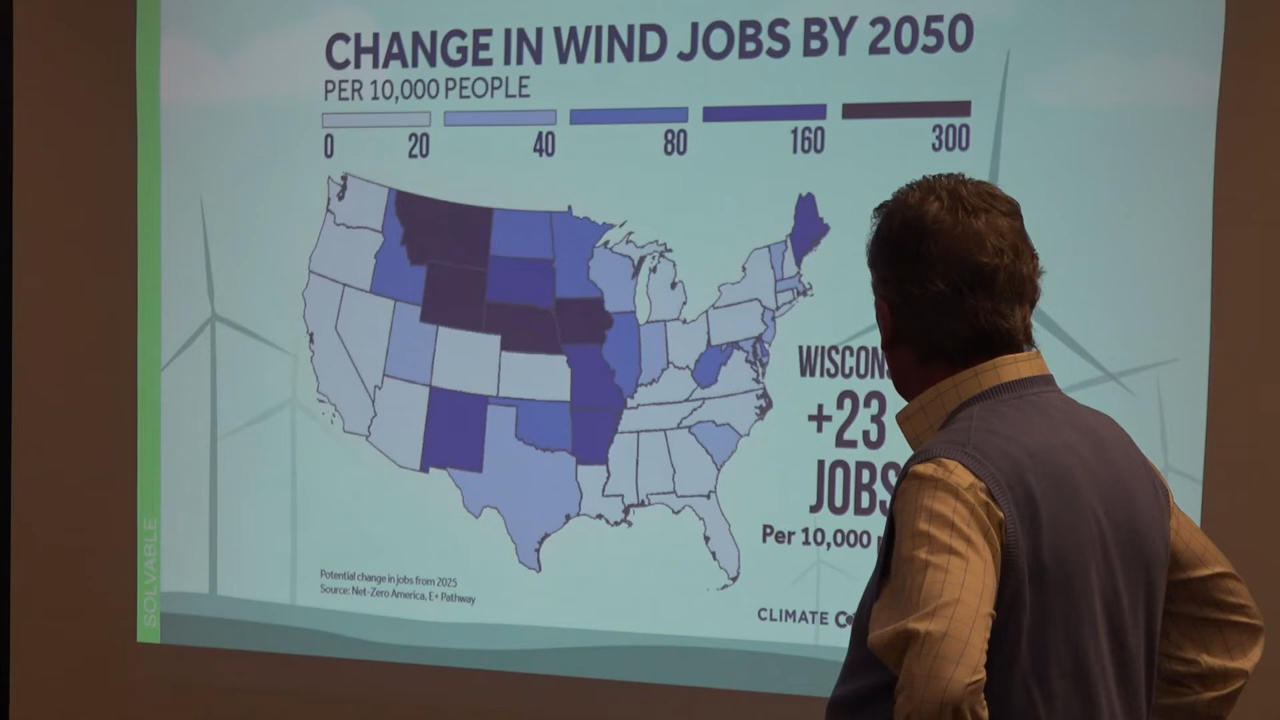 CHANGE IN WIND JOBS BY 2050
PER 10,000 PEOPLE
0 20 40 80 160 300
+23
JOBS
Per 10,000
Potential change in jobs from 2025
Source: Net-Zero America, E+ Pathway
CLIMATE
SOLVABLE